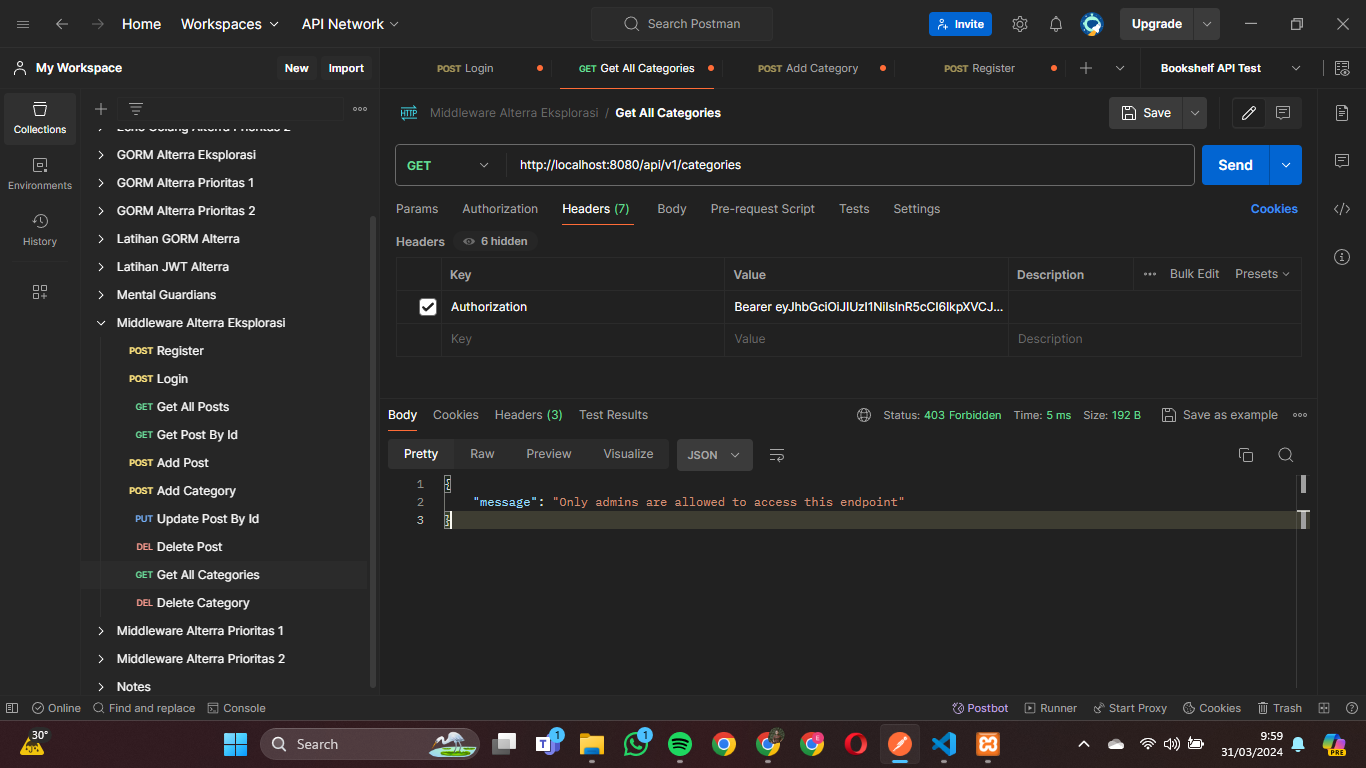 Home Workspaces API Network Search Postman Invite Upgrade
My Workspace New Import POST Login GET Get All Categories POST Add Category POST Register Bookshelf API Test
Collections
Environments
History
GORM Alterra Eksplorasi
GORM Alterra Prioritas 1
GORM Alterra Prioritas 2
Latihan GORM Alterra
Latihan JWT Alterra
Mental Guardians
Middleware Alterra Eksplorasi
POST Register
POST Login
GET Get All Posts
GET Get Post By Id
POST Add Post
POST Add Category
PUT Update Post By Id
DEL Delete Post
GET Get All Categories
DEL Delete Category
Middleware Alterra Prioritas 1
Middleware Alterra Prioritas 2
Notes
HTTP Middleware Alterra Eksplorasi / Get All Categories Save
GET http://localhost:8080/api/v1/categories Send
Params Authorization Headers (7) Body Pre-request Script Tests Settings Cookies
Headers 6 hidden
Key Value Description Bulk Edit Presets
Authorization Bearer eyJhbGciOiJIUzI1NiIsInR5cCI6IkpXVCJ...
Key Value Description
Body Cookies Headers (3) Test Results Status: 403 Forbidden Time: 5 ms Size: 192 B Save as example
Pretty Raw Preview Visualize JSON
1 {
2 "message": "Only admins are allowed to access this endpoint"
3 }
Online Find and replace Console Postbot Runner Start Proxy Cookies Trash
30° Search 1 1 9:59
31/03/2024
PRE